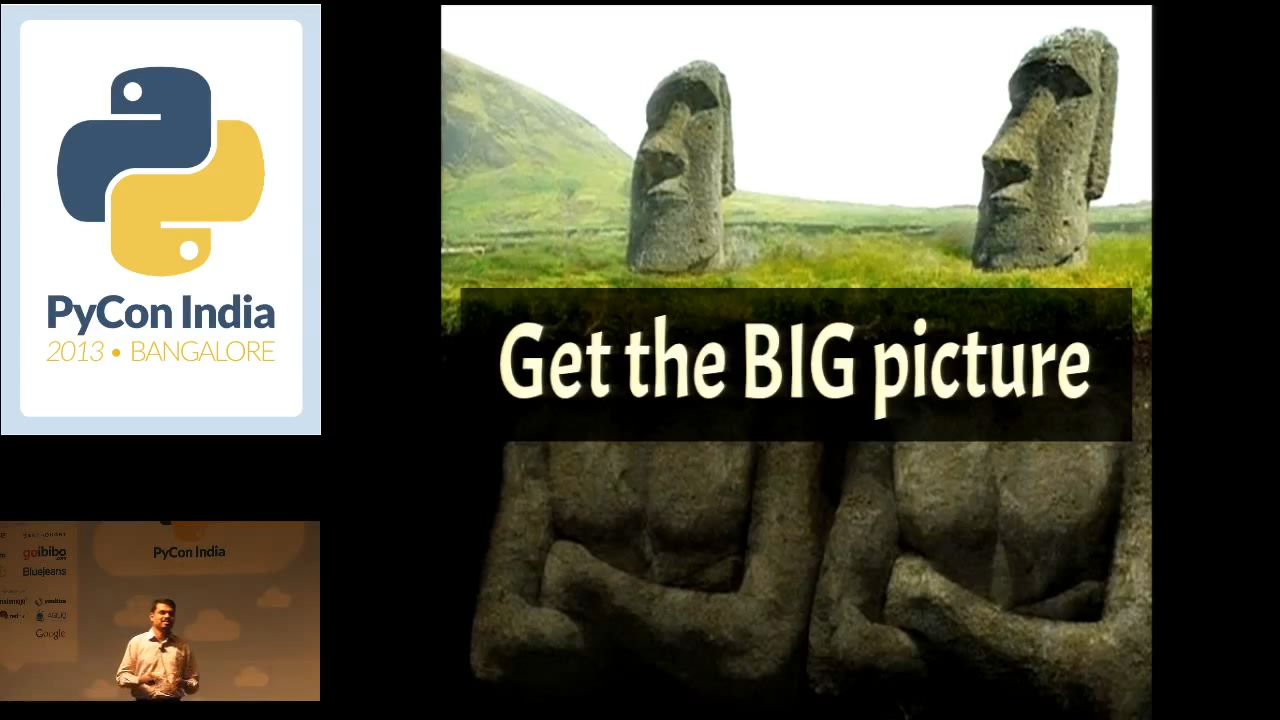 PyCon India
2013 • BANGALORE
Get the BIG picture
PyCon India
goibibo
BlueJeans
Google